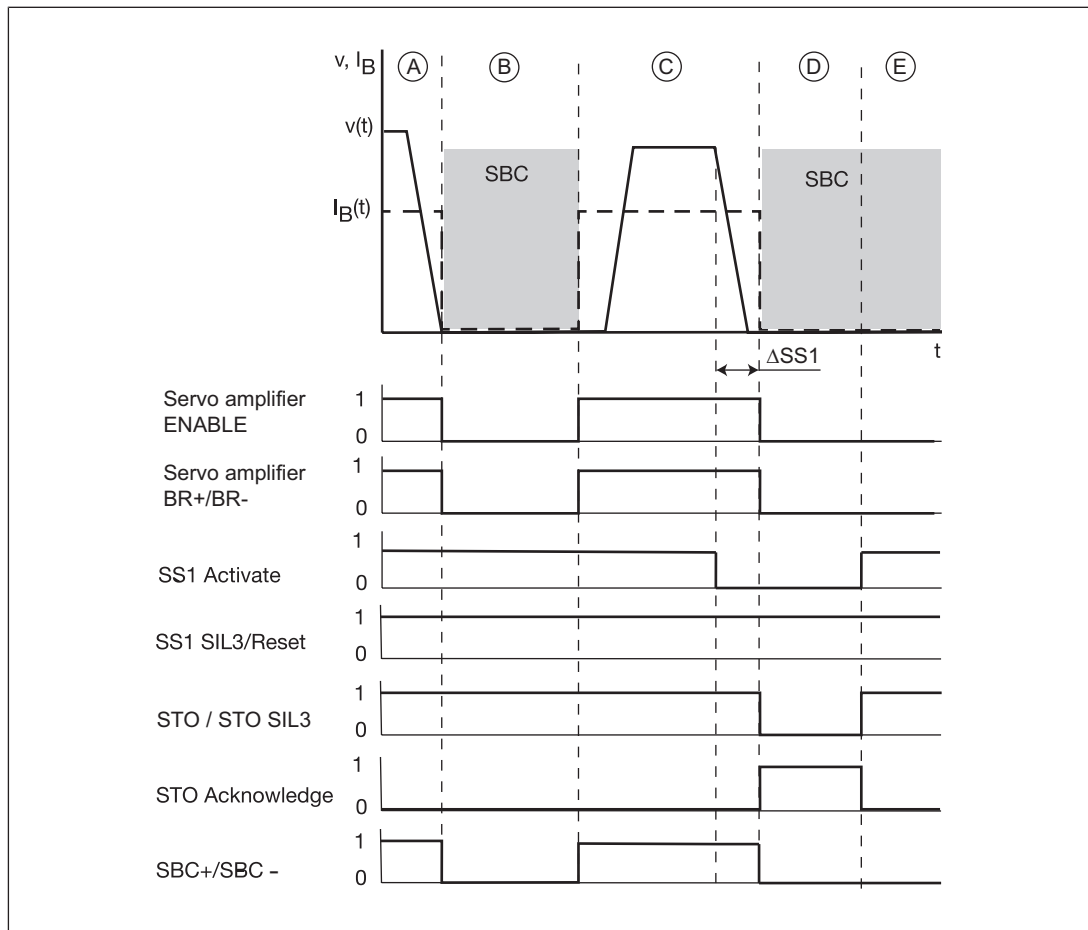 v, I_B
A
B
C
D
E
v(t)
SBC
SBC
I_B(t)
t
ΔSS1
Servo amplifier
ENABLE
1
0
Servo amplifier
BR+/BR-
1
0
SS1 Activate
1
0
SS1 SIL3/Reset
1
0
STO / STO SIL3
1
0
STO Acknowledge
1
0
SBC+/SBC -
1
0